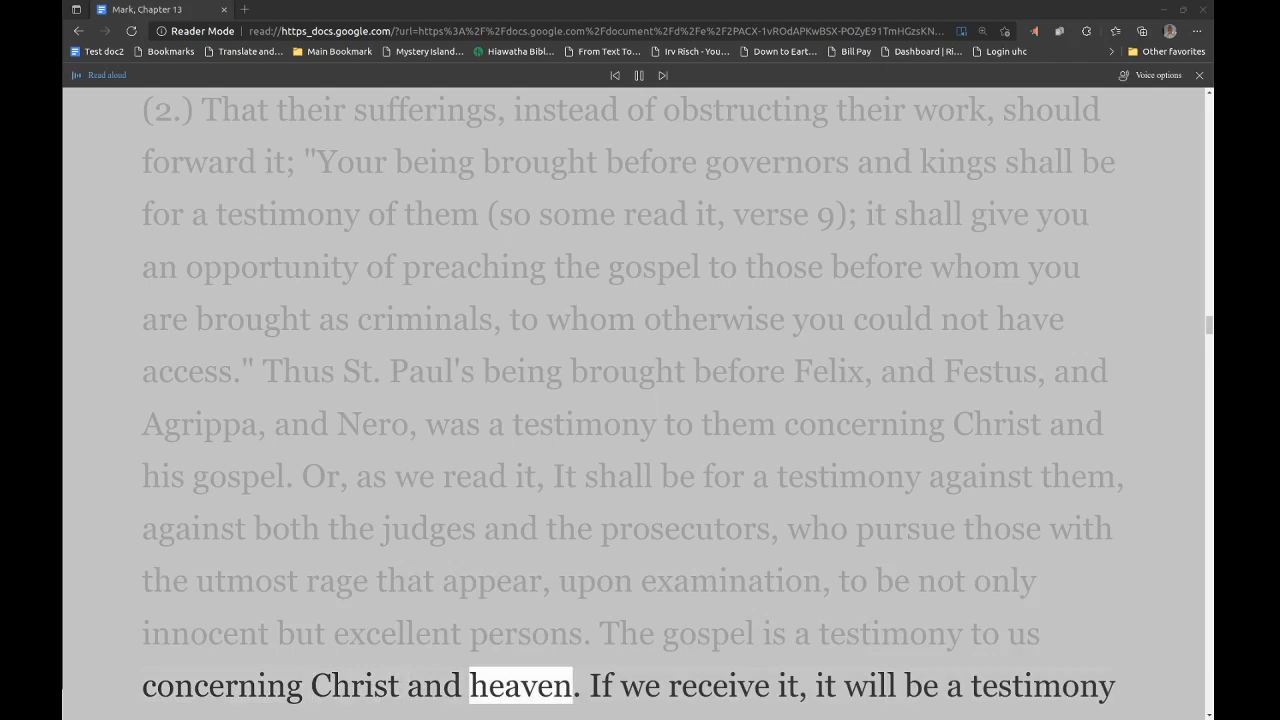 Mark, Chapter 13
Reader Mode
read://https_docs.google.com/?url=https%3A%2F%2Fdocs.google.com%2Fdocument%2Fd%2Fe%2F2PACX-1vROdAPKwBSX-POZyE91TmHGzsKN...
Test doc2
Bookmarks
Translate and...
Main Bookmark
Mystery Island...
Hiawatha Bibl...
From Text To...
Irv Risch - You...
Down to Eart...
Bill Pay
Dashboard | Ri...
Login uhc
Other favorites
Read aloud
Voice options
(2.) That their sufferings, instead of obstructing their work, should
forward it; "Your being brought before governors and kings shall be
for a testimony of them (so some read it, verse 9); it shall give you
an opportunity of preaching the gospel to those before whom you
are brought as criminals, to whom otherwise you could not have
access." Thus St. Paul's being brought before Felix, and Festus, and
Agrippa, and Nero, was a testimony to them concerning Christ and
his gospel. Or, as we read it, It shall be for a testimony against them,
against both the judges and the prosecutors, who pursue those with
the utmost rage that appear, upon examination, to be not only
innocent but excellent persons. The gospel is a testimony to us
concerning Christ and heaven. If we receive it, it will be a testimony